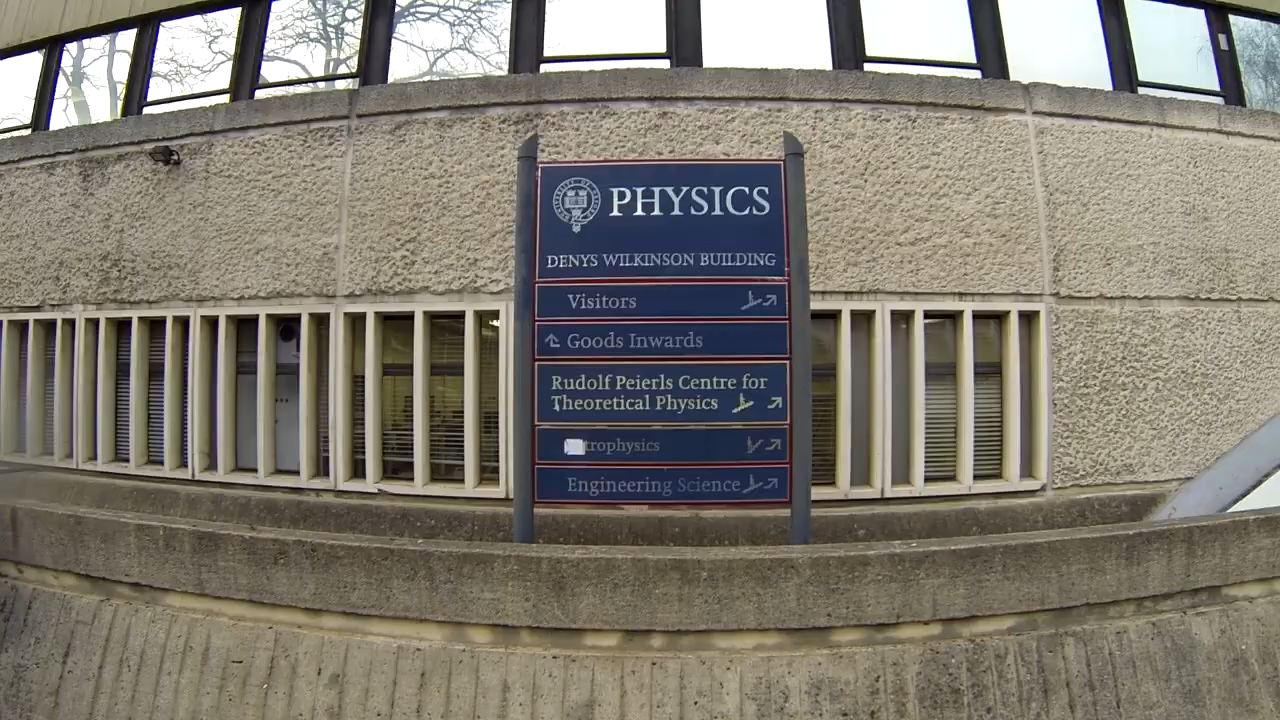 PHYSICS
DENYS WILKINSON BUILDING
Visitors
Goods Inwards
Rudolf Peierls Centre for
Theoretical Physics
trophysics
Engineering Science